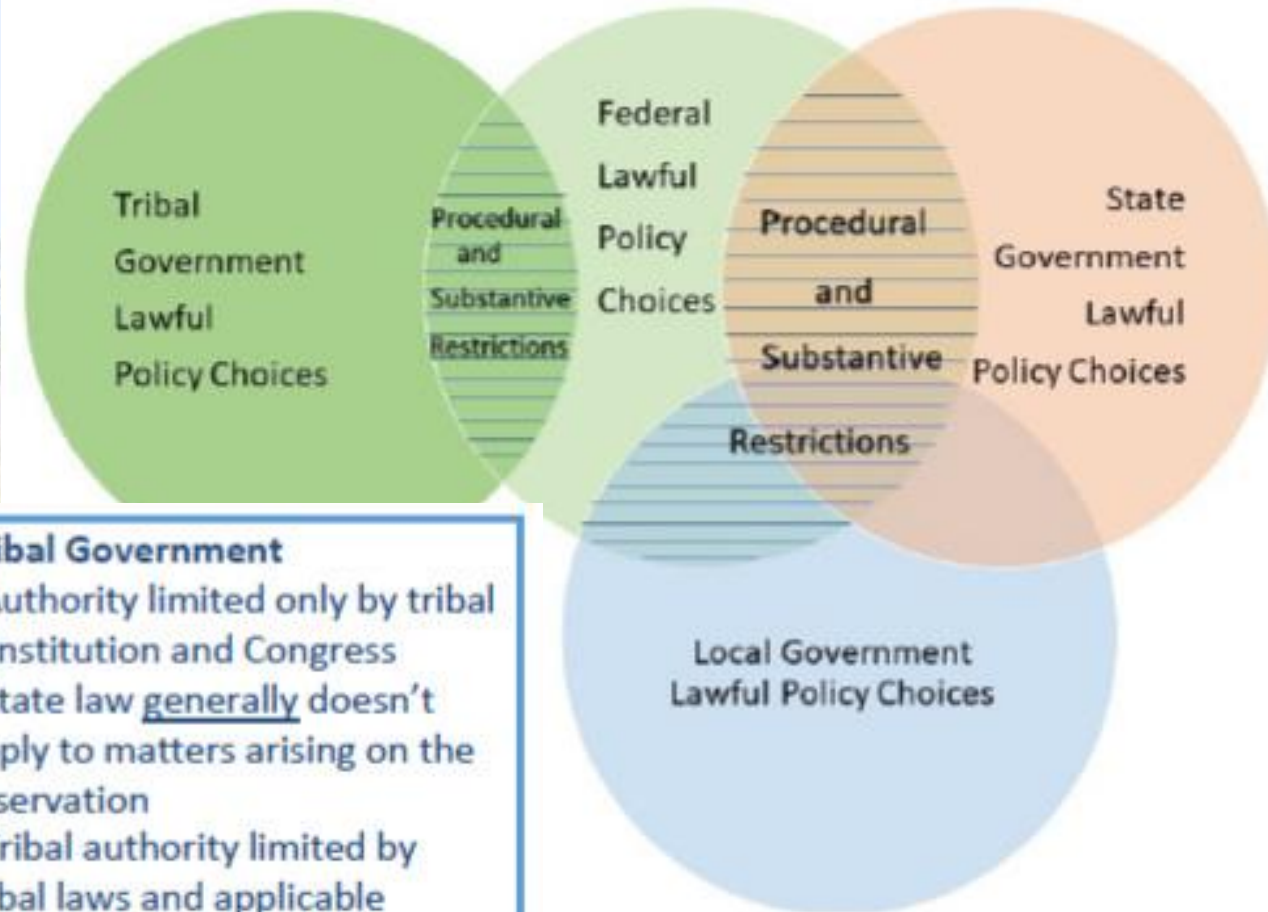 Tribal
Government
Lawful
Policy Choices
Procedural
and
Substantive
Restrictions
Federal
Lawful
Policy
Choices
Procedural
and
Substantive
Restrictions
State
Government
Lawful
Policy Choices
Local Government
Lawful Policy Choices
ibal Government
uthority limited only by tribal
nstitution and Congress
tate law generally doesn't
ply to matters arising on the
servation
ribal authority limited by
bal laws and applicable